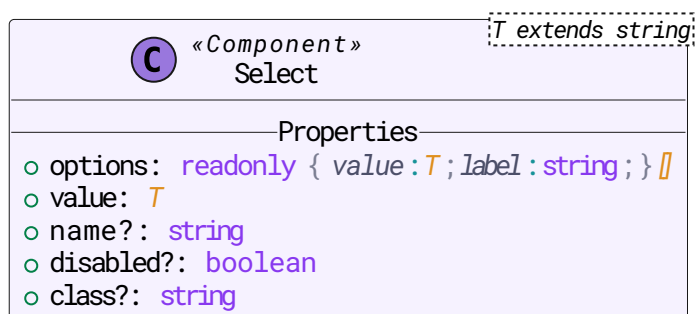 T extends string
C
«Component»
Select
Properties
options: readonly { value:T;label:string;}[]
value: T
name?: string
disabled?: boolean
class?: string